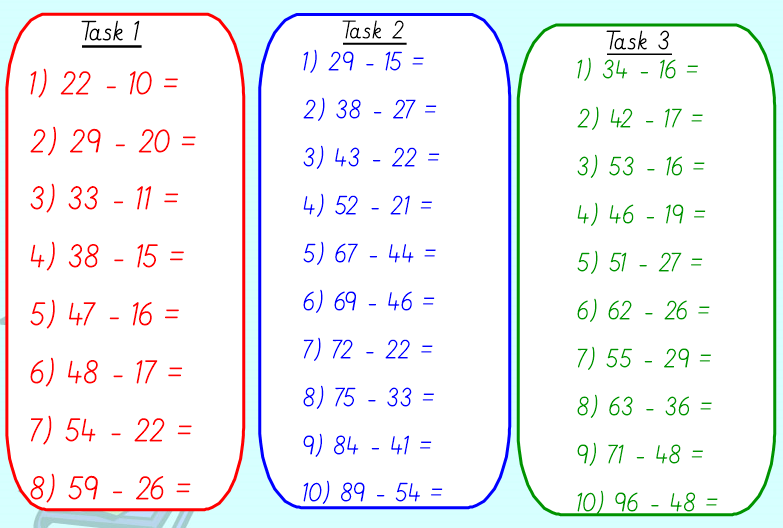 Task 1
1) 22 - 10 =
2) 29 - 20 =
3) 33 - 11 =
4) 38 - 15 =
5) 47 - 16 =
6) 48 - 17 =
7) 54 - 22 =
8) 59 - 26 =
Task 2
1) 29 - 15 =
2) 38 - 27 =
3) 43 - 22 =
4) 52 - 21 =
5) 67 - 44 =
6) 69 - 46 =
7) 72 - 22 =
8) 75 - 33 =
9) 84 - 41 =
10) 89 - 54 =
Task 3
1) 34 - 16 =
2) 42 - 17 =
3) 53 - 16 =
4) 46 - 19 =
5) 51 - 27 =
6) 62 - 26 =
7) 55 - 29 =
8) 63 - 36 =
9) 71 - 48 =
10) 96 - 48 =